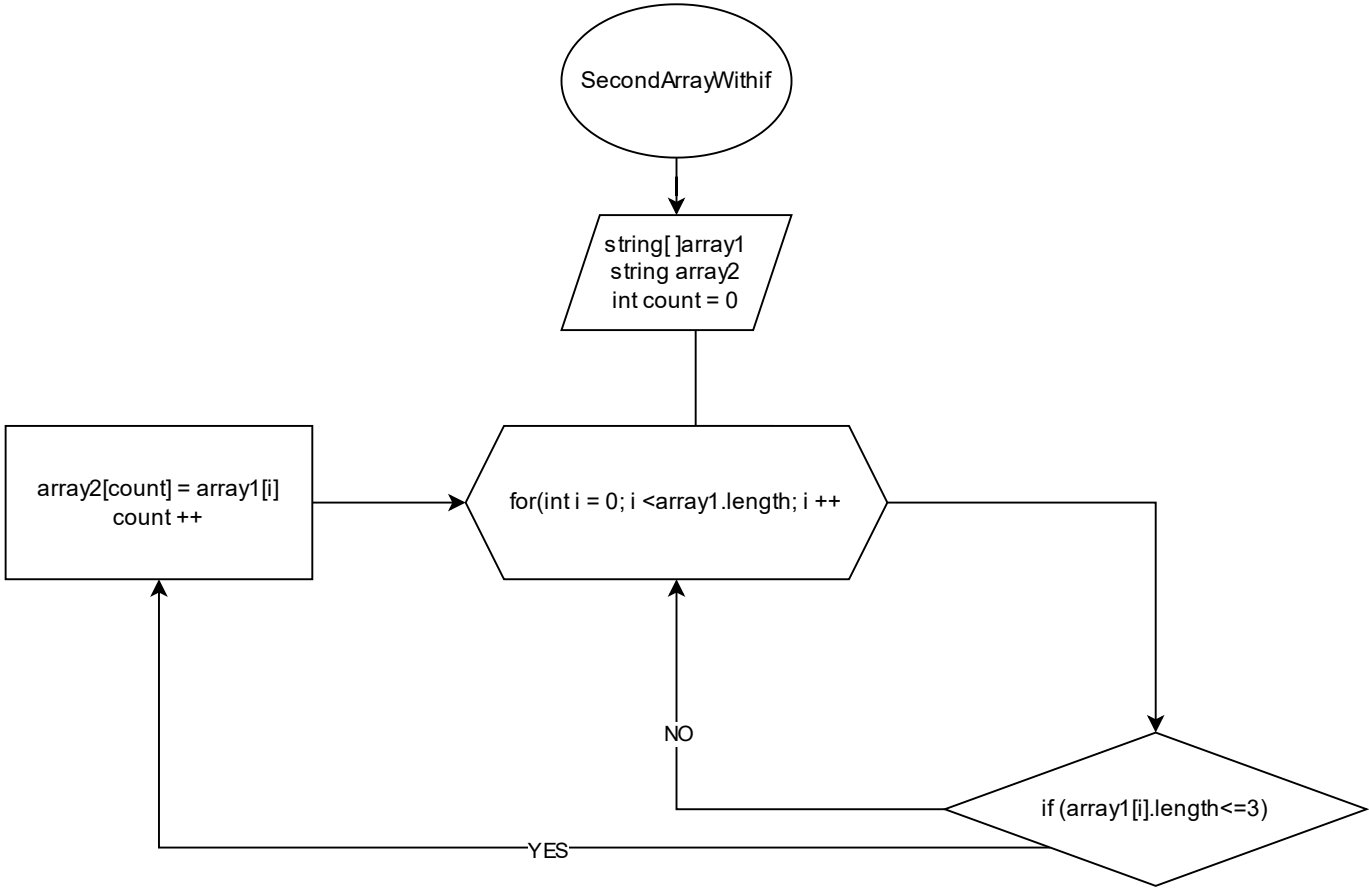 SecondArrayWithif
string[ ]array1
string array2
int count = 0
array2[count] = array1[i]
count ++
for(int i = 0; i <array1.length; i ++
NO
if (array1[i].length<=3)
YES